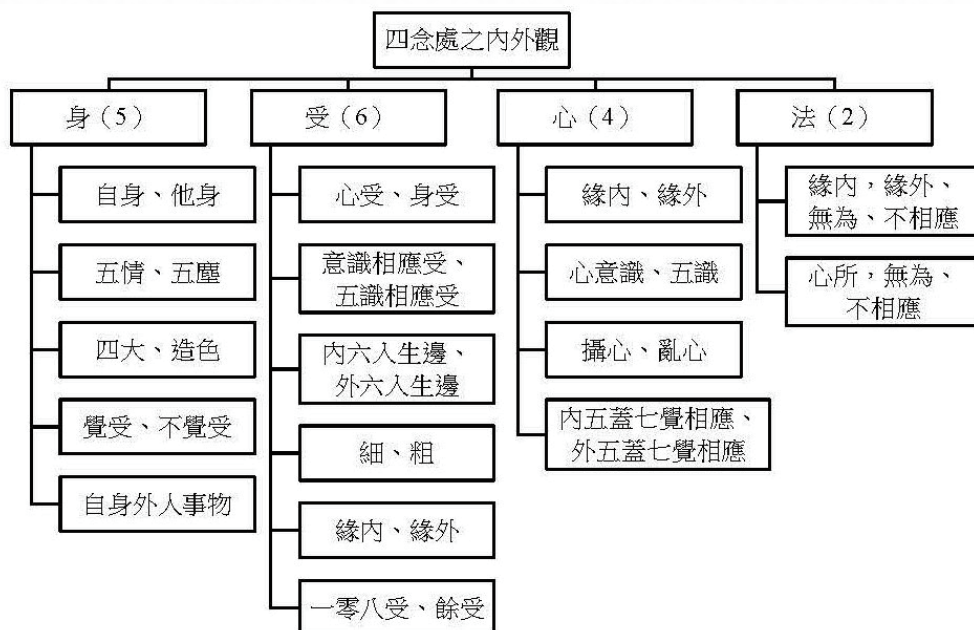 四念處之內外觀
身（5）
自身、他身
五情、五塵
四大、造色
覺受、不覺受
自身外人事物
受（6）
心受、身受
意識相應受、
五識相應受
內六入生邊、
外六入生邊
細、粗
緣內、緣外
一零八受、餘受
心（4）
緣內、緣外
心意識、五識
攝心、亂心
內五蓋七覺相應、
外五蓋七覺相應
法（2）
緣內，緣外、
無為、不相應
心所，無為、
不相應